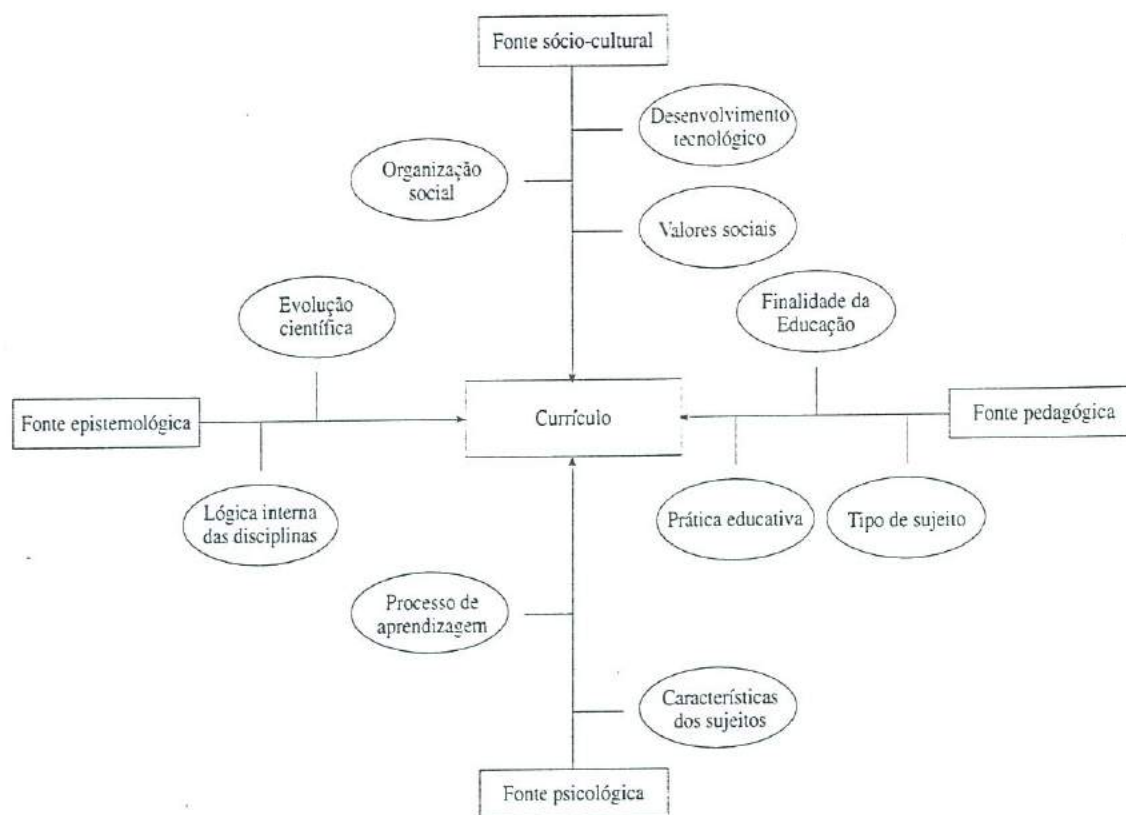 Fonte sócio-cultural
Desenvolvimento
tecnológico
Organização
social
Valores sociais
Evolução
científica
Finalidade da
Educação
Fonte epistemológica
Currículo
Fonte pedagógica
Lógica interna
das disciplinas
Prática educativa
Tipo de sujeito
Processo de
aprendizagem
Características
dos sujeitos
Fonte psicológica